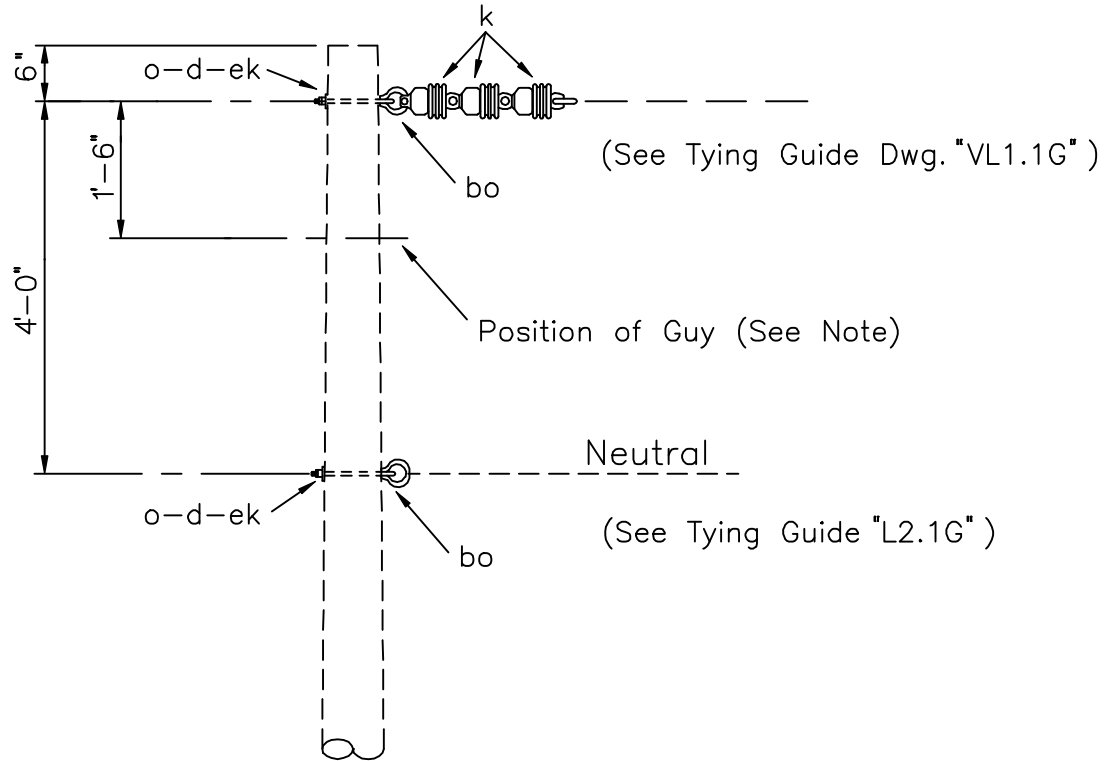 k
6"
o-d-ek
(See Tying Guide Dwg. "VL1.1G")
1'-6"
bo
4'-0"
Position of Guy (See Note)
Neutral
o-d-ek
(See Tying Guide "L2.1G")
bo